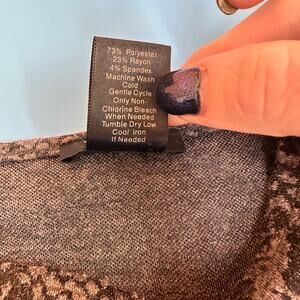 73% Polyester
23% Rayon
4% Spandex
Machine Wash
Cold
Gentle Cycle
Only Non-
Chlorine Bleach
When Needed
Tumble Dry Low
Cool Iron
If Needed